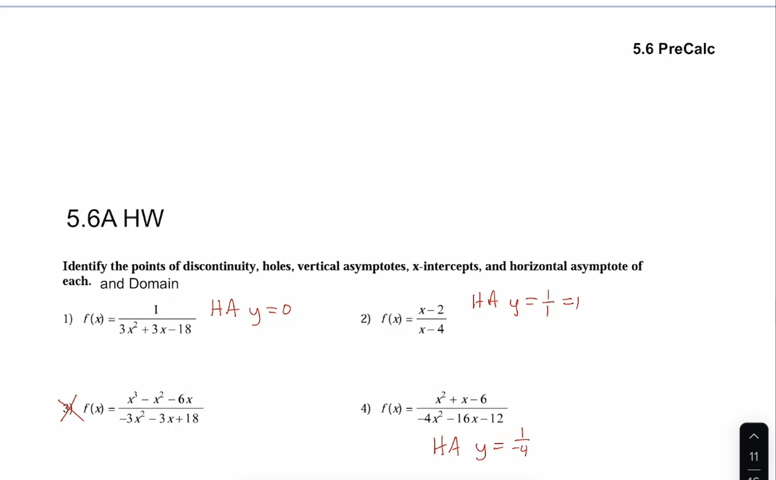 5.6 PreCalc
5.6A HW
Identify the points of discontinuity, holes, vertical asymptotes, x-intercepts, and horizontal asymptote of
each. and Domain
1) f(x) = 1/(3x² + 3x − 18) HA y = 0
2) f(x) = (x − 2)/(x − 4) HA y = 1/1 = 1
3) f(x) = (x³ − x² − 6x)/(−3x² − 3x + 18)
4) f(x) = (x² + x − 6)/(−4x² − 16x − 12)
HA y = 1/−4
11